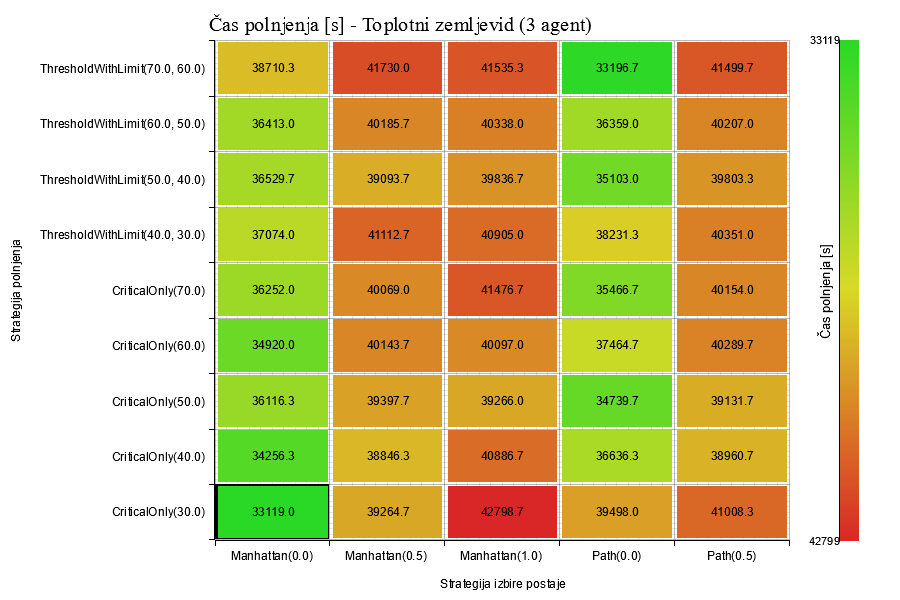 Čas polnjenja [s] - Toplotni zemljevid (3 agent)
ThresholdWithLimit(70.0, 60.0) 38710.3 41730.0 41535.3 33196.7 41499.7
ThresholdWithLimit(60.0, 50.0) 36413.0 40185.7 40338.0 36359.0 40207.0
ThresholdWithLimit(50.0, 40.0) 36529.7 39093.7 39836.7 35103.0 39803.3
ThresholdWithLimit(40.0, 30.0) 37074.0 41112.7 40905.0 38231.3 40351.0
CriticalOnly(70.0) 36252.0 40069.0 41476.7 35466.7 40154.0
CriticalOnly(60.0) 34920.0 40143.7 40097.0 37464.7 40289.7
CriticalOnly(50.0) 36116.3 39397.7 39266.0 34739.7 39131.7
CriticalOnly(40.0) 34256.3 38846.3 40886.7 36636.3 38960.7
CriticalOnly(30.0) 33119.0 39264.7 42798.7 39498.0 41008.3
Manhattan(0.0) Manhattan(0.5) Manhattan(1.0) Path(0.0) Path(0.5)
Strategija izbire postaje
Strategija polnjenja
33119
Čas polnjenja [s]
42799